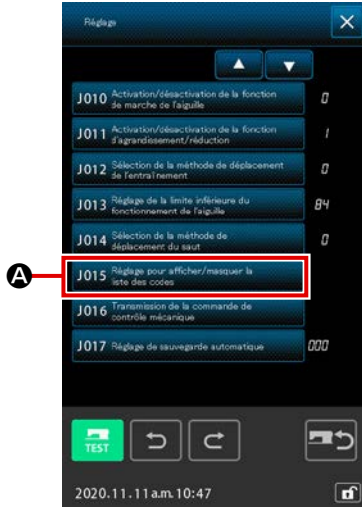 Réglage
J010 Activation/désactivation de la fonction
de marche de l'aiguille 0
J011 Activation/désactivation de la fonction
d'agrandissement/réduction 1
J012 Sélection de la méthode de déplacement
de l'entraînement 0
J013 Réglage de la limite inférieure du
fonctionnement de l'aiguille 84
J014 Sélection de la méthode de
déplacement du saut 0
A
J015 Réglage pour afficher/masquer la
liste des codes
J016 Transmission de la commande de
contrôle mécanique
J017 Réglage de sauvegarde automatique 000
TEST
2020.11.11 a.m. 10:47